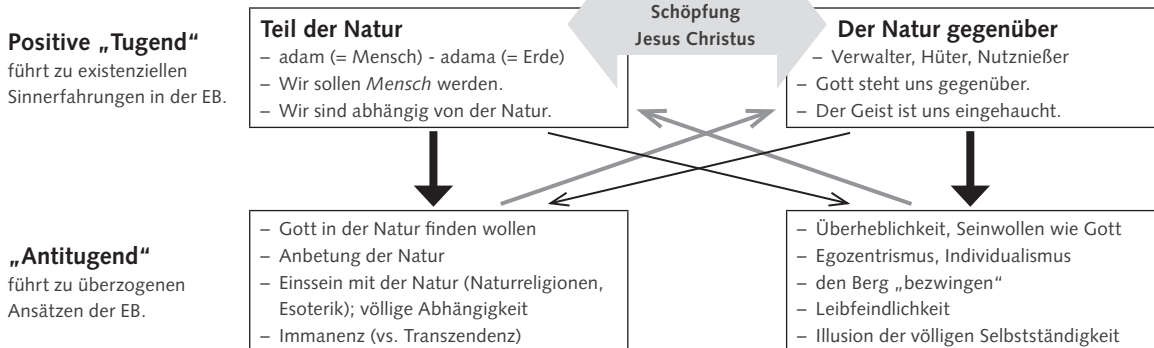 Schöpfung
Jesus Christus
Positive „Tugend“
führt zu existenziellen
Sinnerfahrungen in der EB.
Teil der Natur
– adam (= Mensch) - adama (= Erde)
– Wir sollen Mensch werden.
– Wir sind abhängig von der Natur.
Der Natur gegenüber
– Verwalter, Hüter, Nutznießer
– Gott steht uns gegenüber.
– Der Geist ist uns eingehaucht.
„Antitugend“
führt zu überzogenen
Ansätzen der EB.
– Gott in der Natur finden wollen
– Anbetung der Natur
– Einssein mit der Natur (Naturreligionen,
Esoterik); völlige Abhängigkeit
– Immanenz (vs. Transzendenz)
– Überheblichkeit, Seinwollen wie Gott
– Egozentrismus, Individualismus
– den Berg „bezwingen“
– Leibfeindlichkeit
– Illusion der völligen Selbstständigkeit